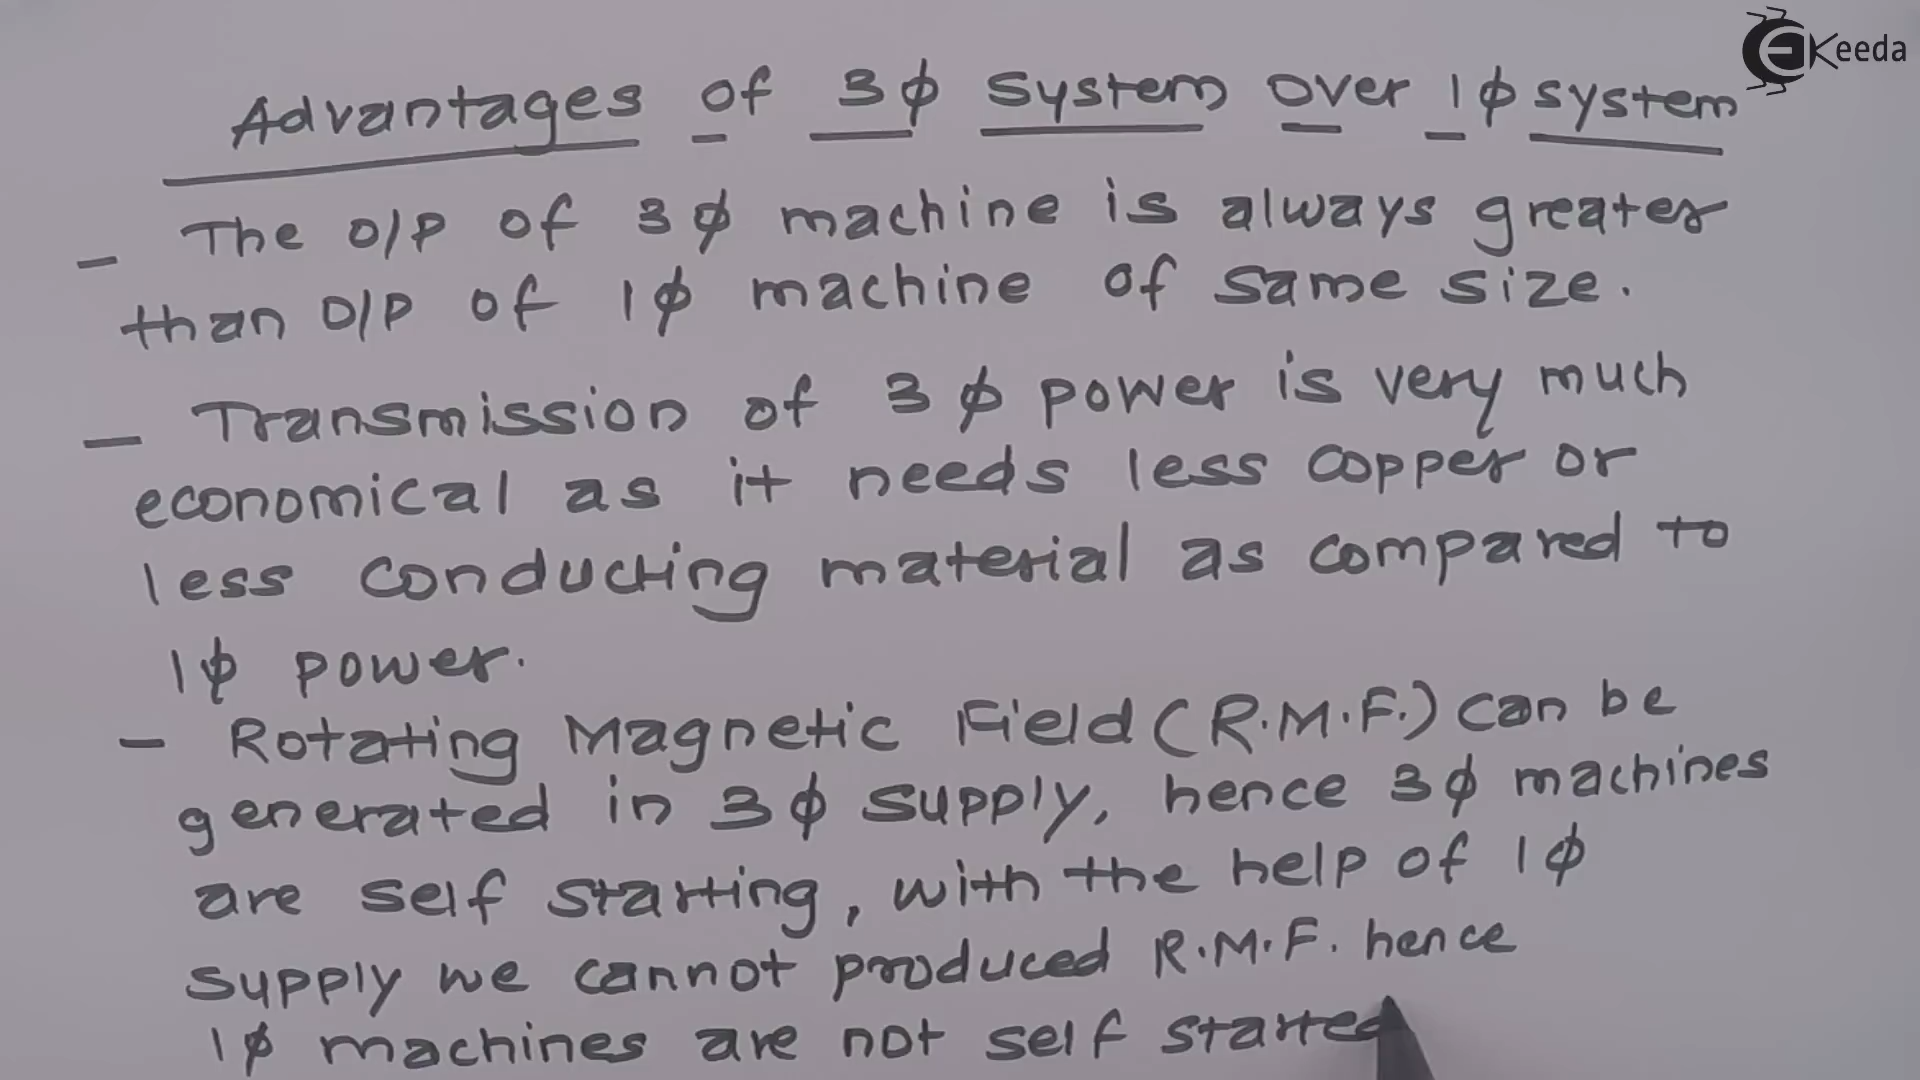 EKeeda
Advantages of 3ϕ system over 1ϕ system
- The O/P of 3ϕ machine is always greater
than O/P of 1ϕ machine of same size.
- Transmission of 3ϕ power is very much
economical as it needs less copper or
less conducting material as compared to
1ϕ power.
- Rotating Magnetic Field (R.M.F.) can be
generated in 3ϕ supply, hence 3ϕ machines
are self starting, with the help of 1ϕ
supply we cannot produced R.M.F. hence
1ϕ machines are not self started